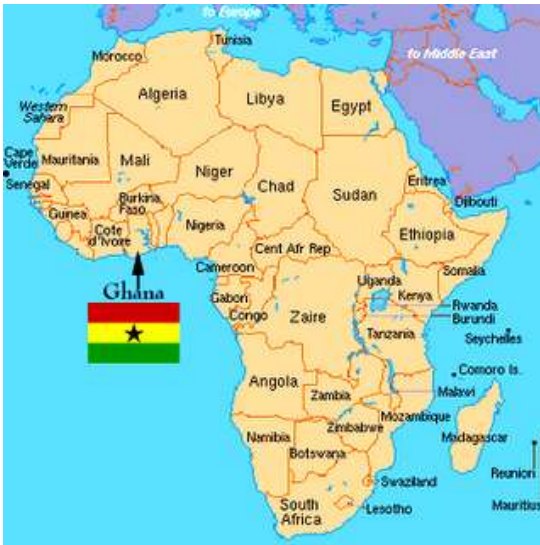 to Europe
Tunisia
Morocco
to Middle East
Algeria
Libya
Egypt
Western
Sahara
Cape
Verde
Mauritania
Mali
Niger
Chad
Sudan
Eritrea
Senegal
Djibouti
Burkina
Faso
Guinea
Cote
d'Ivoire
Nigeria
Ethiopia
Cent Afr Rep
Cameroon
Somalia
Ghana
Uganda
Kenya
Gabon
Congo
Zaire
Rwanda
Burundi
Tanzania
Seychelles
Comoro Is.
Angola
Zambia
Malawi
Mozambique
Zimbabwe
Namibia
Botswana
Madagascar
Reunion
Swaziland
South
Africa
Lesotho
Mauritius